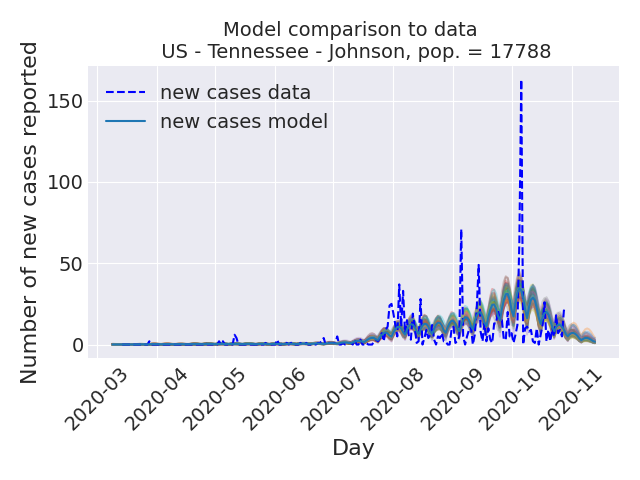 Model comparison to data
US - Tennessee - Johnson, pop. = 17788
new cases data
new cases model
Number of new cases reported
150
100
50
0
2020-03
2020-04
2020-05
2020-06
2020-07
2020-08
2020-09
2020-10
2020-11
Day